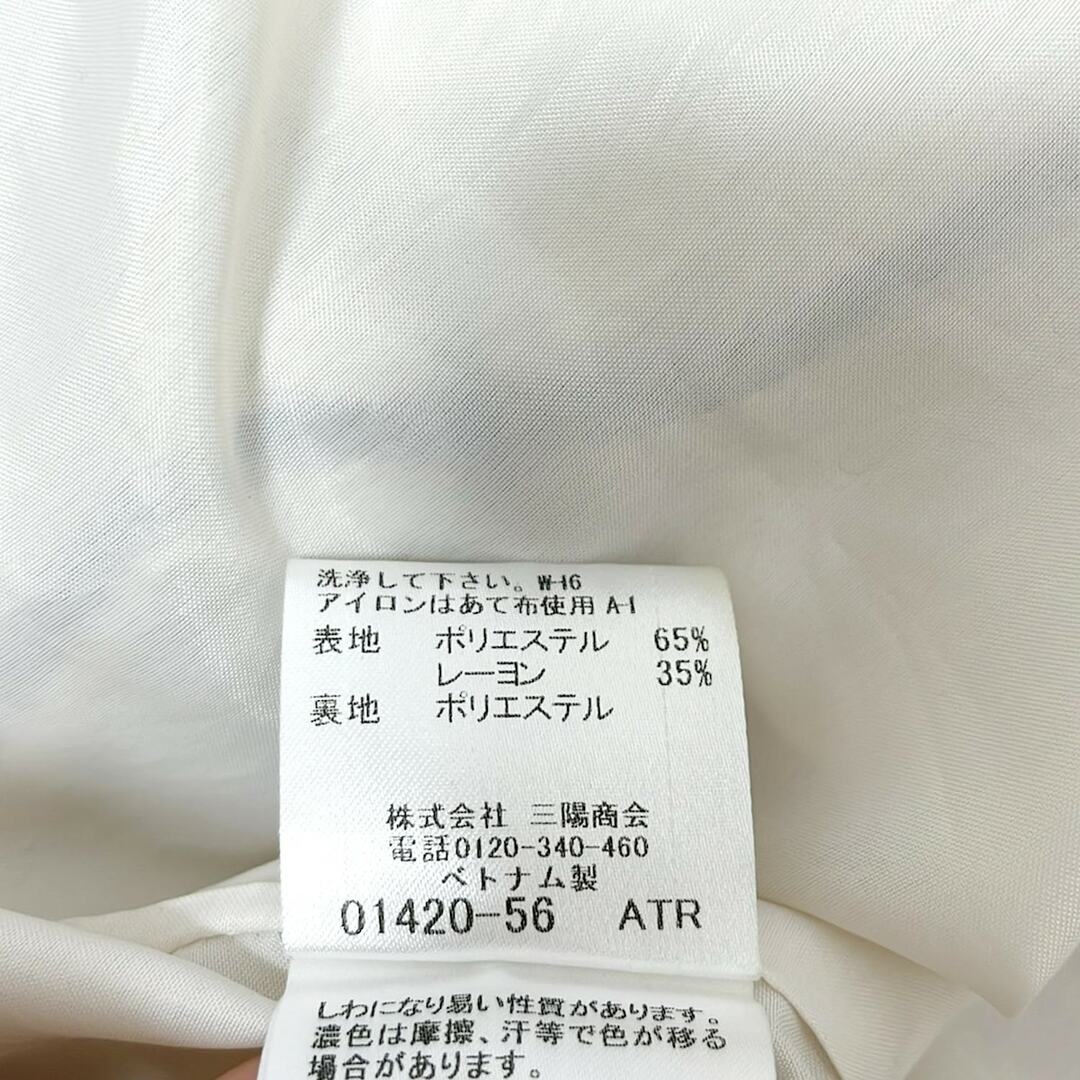 洗浄して下さい。W-16
アイロンはあて布使用 A-1
表地 ポリエステル 65%
レーヨン 35%
裏地 ポリエステル
株式会社 三陽商会
電話0120-340-460
ベトナム製
01420-56 ATR
しわになり易い性質があります。
濃色は摩擦、汗等で色が移る
場合があります。